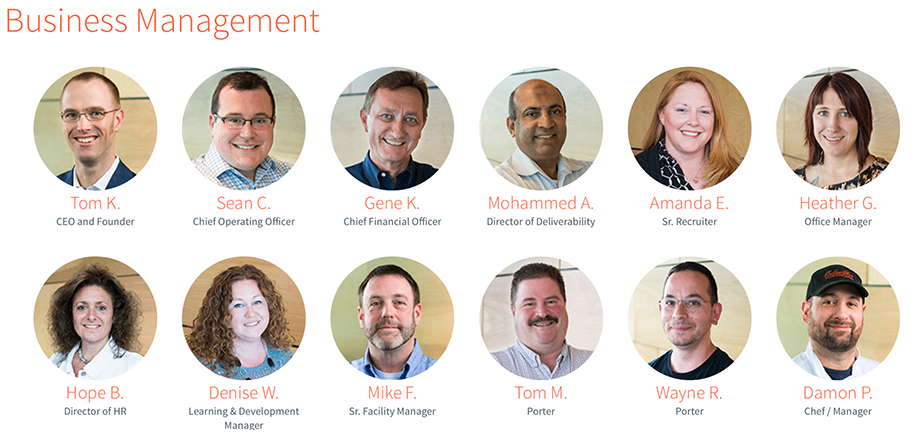 Business Management
Tom K.
CEO and Founder
Sean C.
Chief Operating Officer
Gene K.
Chief Financial Officer
Mohammed A.
Director of Deliverability
Amanda E.
Sr. Recruiter
Heather G.
Office Manager
Hope B.
Director of HR
Denise W.
Learning & Development
Manager
Mike F.
Sr. Facility Manager
Tom M.
Porter
Wayne R.
Porter
Damon P.
Chef / Manager